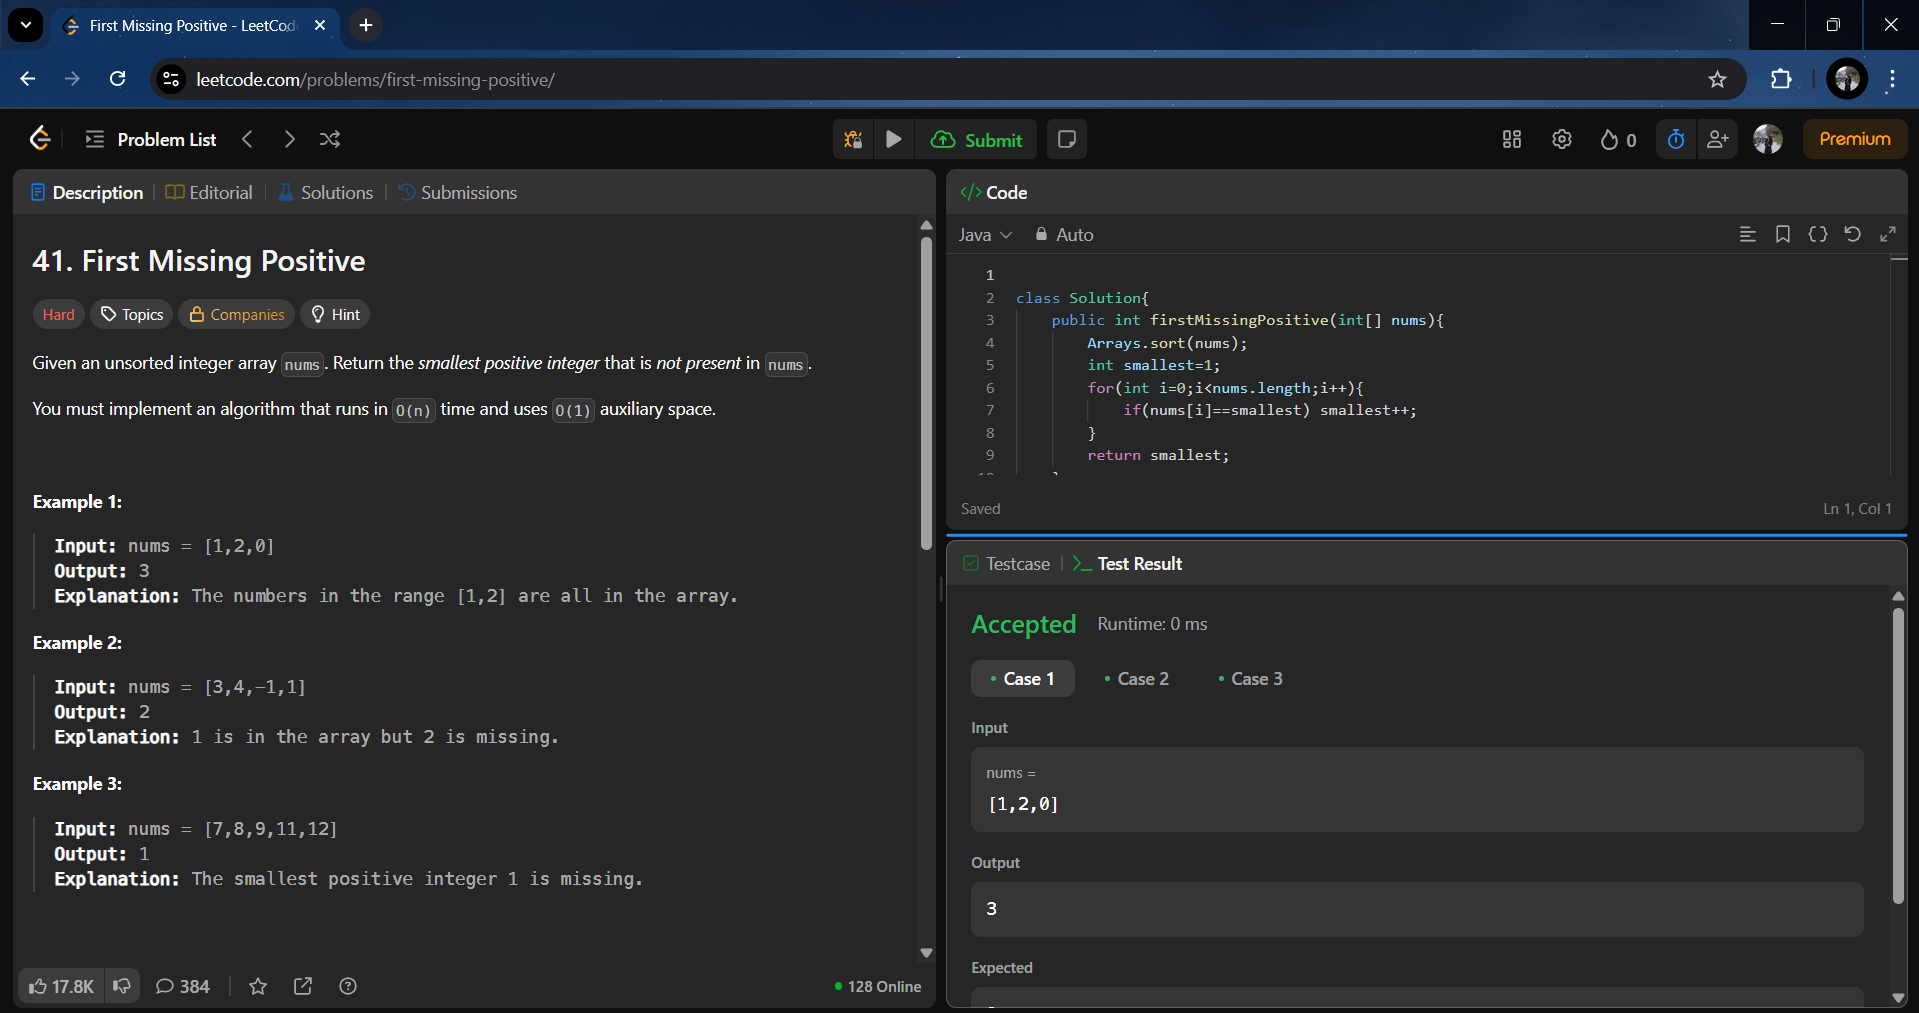 First Missing Positive - LeetCod
leetcode.com/problems/first-missing-positive/
Problem List
Submit
0
Premium
Description
Editorial
Solutions
Submissions
41. First Missing Positive
Hard
Topics
Companies
Hint
Given an unsorted integer array nums. Return the smallest positive integer that is not present in nums.
You must implement an algorithm that runs in O(n) time and uses O(1) auxiliary space.
Example 1:
Input: nums = [1,2,0]
Output: 3
Explanation: The numbers in the range [1,2] are all in the array.
Example 2:
Input: nums = [3,4,-1,1]
Output: 2
Explanation: 1 is in the array but 2 is missing.
Example 3:
Input: nums = [7,8,9,11,12]
Output: 1
Explanation: The smallest positive integer 1 is missing.
17.8K
384
128 Online
</> Code
Java
Auto
1
2 class Solution{
3 public int firstMissingPositive(int[] nums){
4 Arrays.sort(nums);
5 int smallest=1;
6 for(int i=0;i<nums.length;i++){
7 if(nums[i]==smallest) smallest++;
8 }
9 return smallest;
Saved
Ln 1, Col 1
Testcase
>_ Test Result
Accepted
Runtime: 0 ms
• Case 1
• Case 2
• Case 3
Input
nums =
[1,2,0]
Output
3
Expected